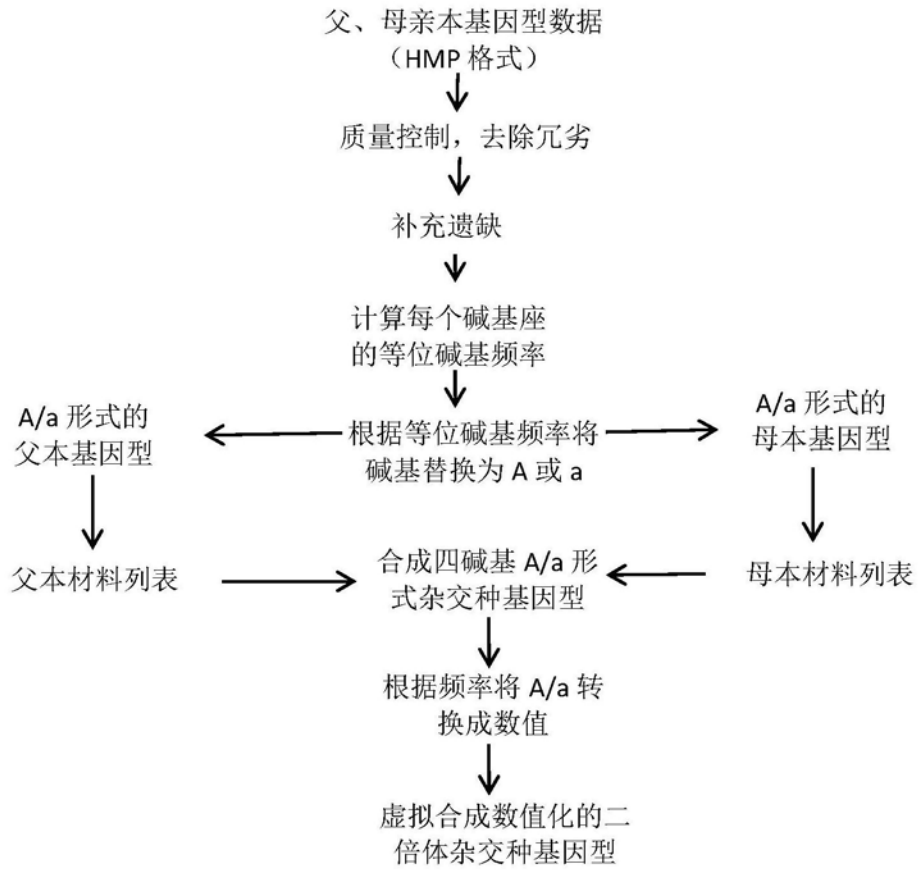 父、母亲本基因型数据
（HMP 格式）
质量控制，去除冗劣
补充遗缺
计算每个碱基座
的等位碱基频率
A/a 形式的
父本基因型
根据等位碱基频率将
碱基替换为 A 或 a
A/a 形式的
母本基因型
父本材料列表
合成四碱基 A/a 形
式杂交种基因型
母本材料列表
根据频率将 A/a 转
换成数值
虚拟合成数值化的二
倍体杂交种基因型